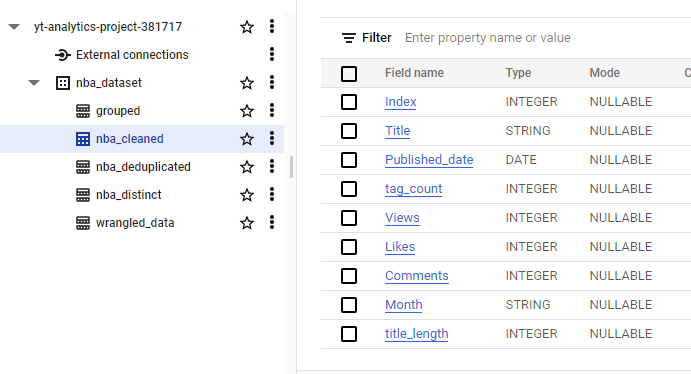 yt-analytics-project-381717
External connections
nba_dataset
grouped
nba_cleaned
nba_deduplicated
nba_distinct
wrangled_data
Filter Enter property name or value
Field name Type Mode C
Index INTEGER NULLABLE
Title STRING NULLABLE
Published_date DATE NULLABLE
tag_count INTEGER NULLABLE
Views INTEGER NULLABLE
Likes INTEGER NULLABLE
Comments INTEGER NULLABLE
Month STRING NULLABLE
title_length INTEGER NULLABLE